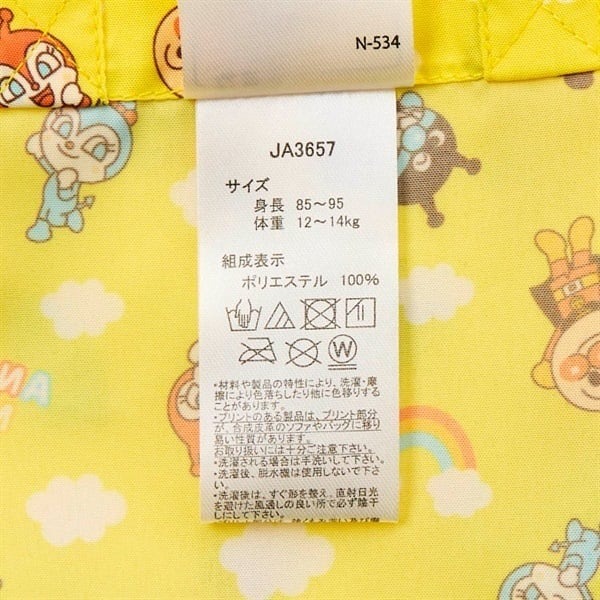 N-534
JA3657
サイズ
身長 85～95
体重 12～14kg
組成表示
ポリエステル 100%
W
・材料や製品の特性により、洗濯・摩
擦により色落ちしたり他に色移りする
ことがあります。
・プリントのある製品は、プリント部分
が、合成皮革のソファやバッグに移り
易い性質があります。
お取り扱いには十分ご注意下さい。
・洗濯される場合は手洗いして下さい。
・洗濯後、脱水機は使用しないで下さ
い。
・洗濯後は、すぐ形を整え、直射日光
を避けた風通しの良い所で必ず陰干
しにして下さい。